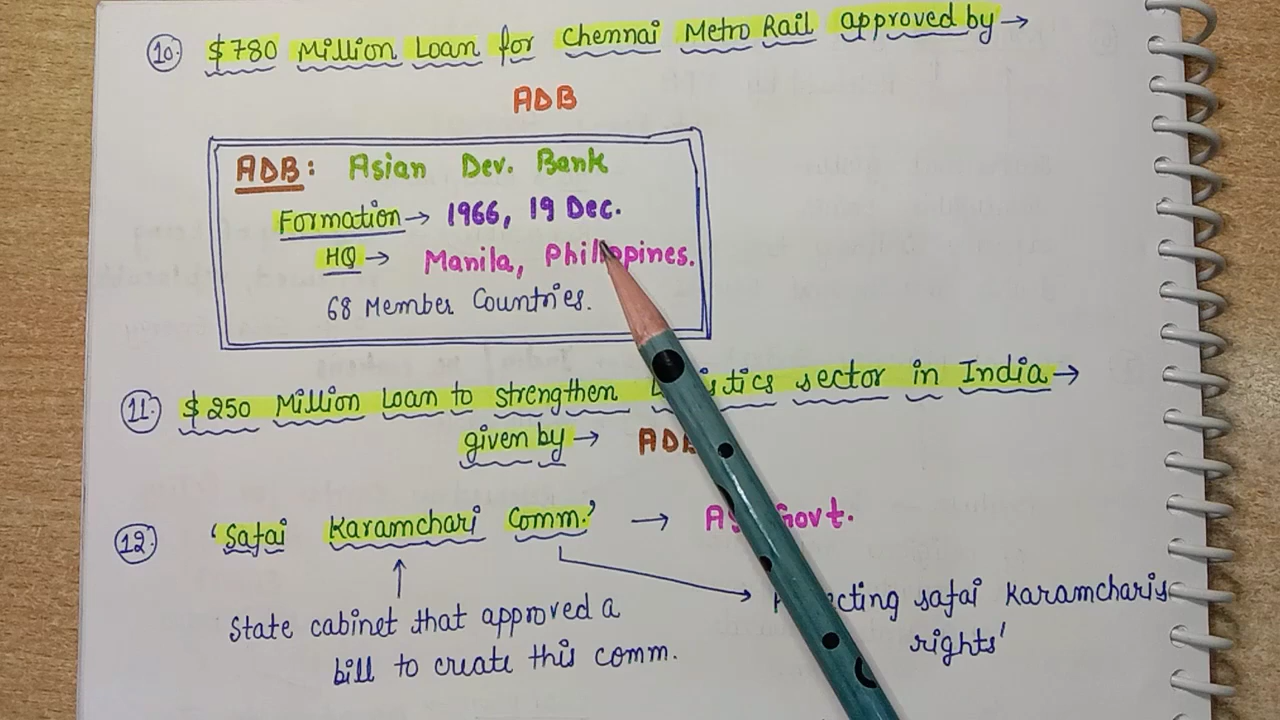 10. $780 Million Loan for Chennai Metro Rail approved by →
ADB
ADB: Asian Dev. Bank
Formation → 1966, 19 Dec.
HQ → Manila, Philippines.
68 Member Countries.
11. $250 Million Loan to strengthen sector in India →
given by →
12. 'Safai Karamchari Comm.' → Govt.
State cabinet that approved a
bill to create this comm.
safai Karamcharis
rights'